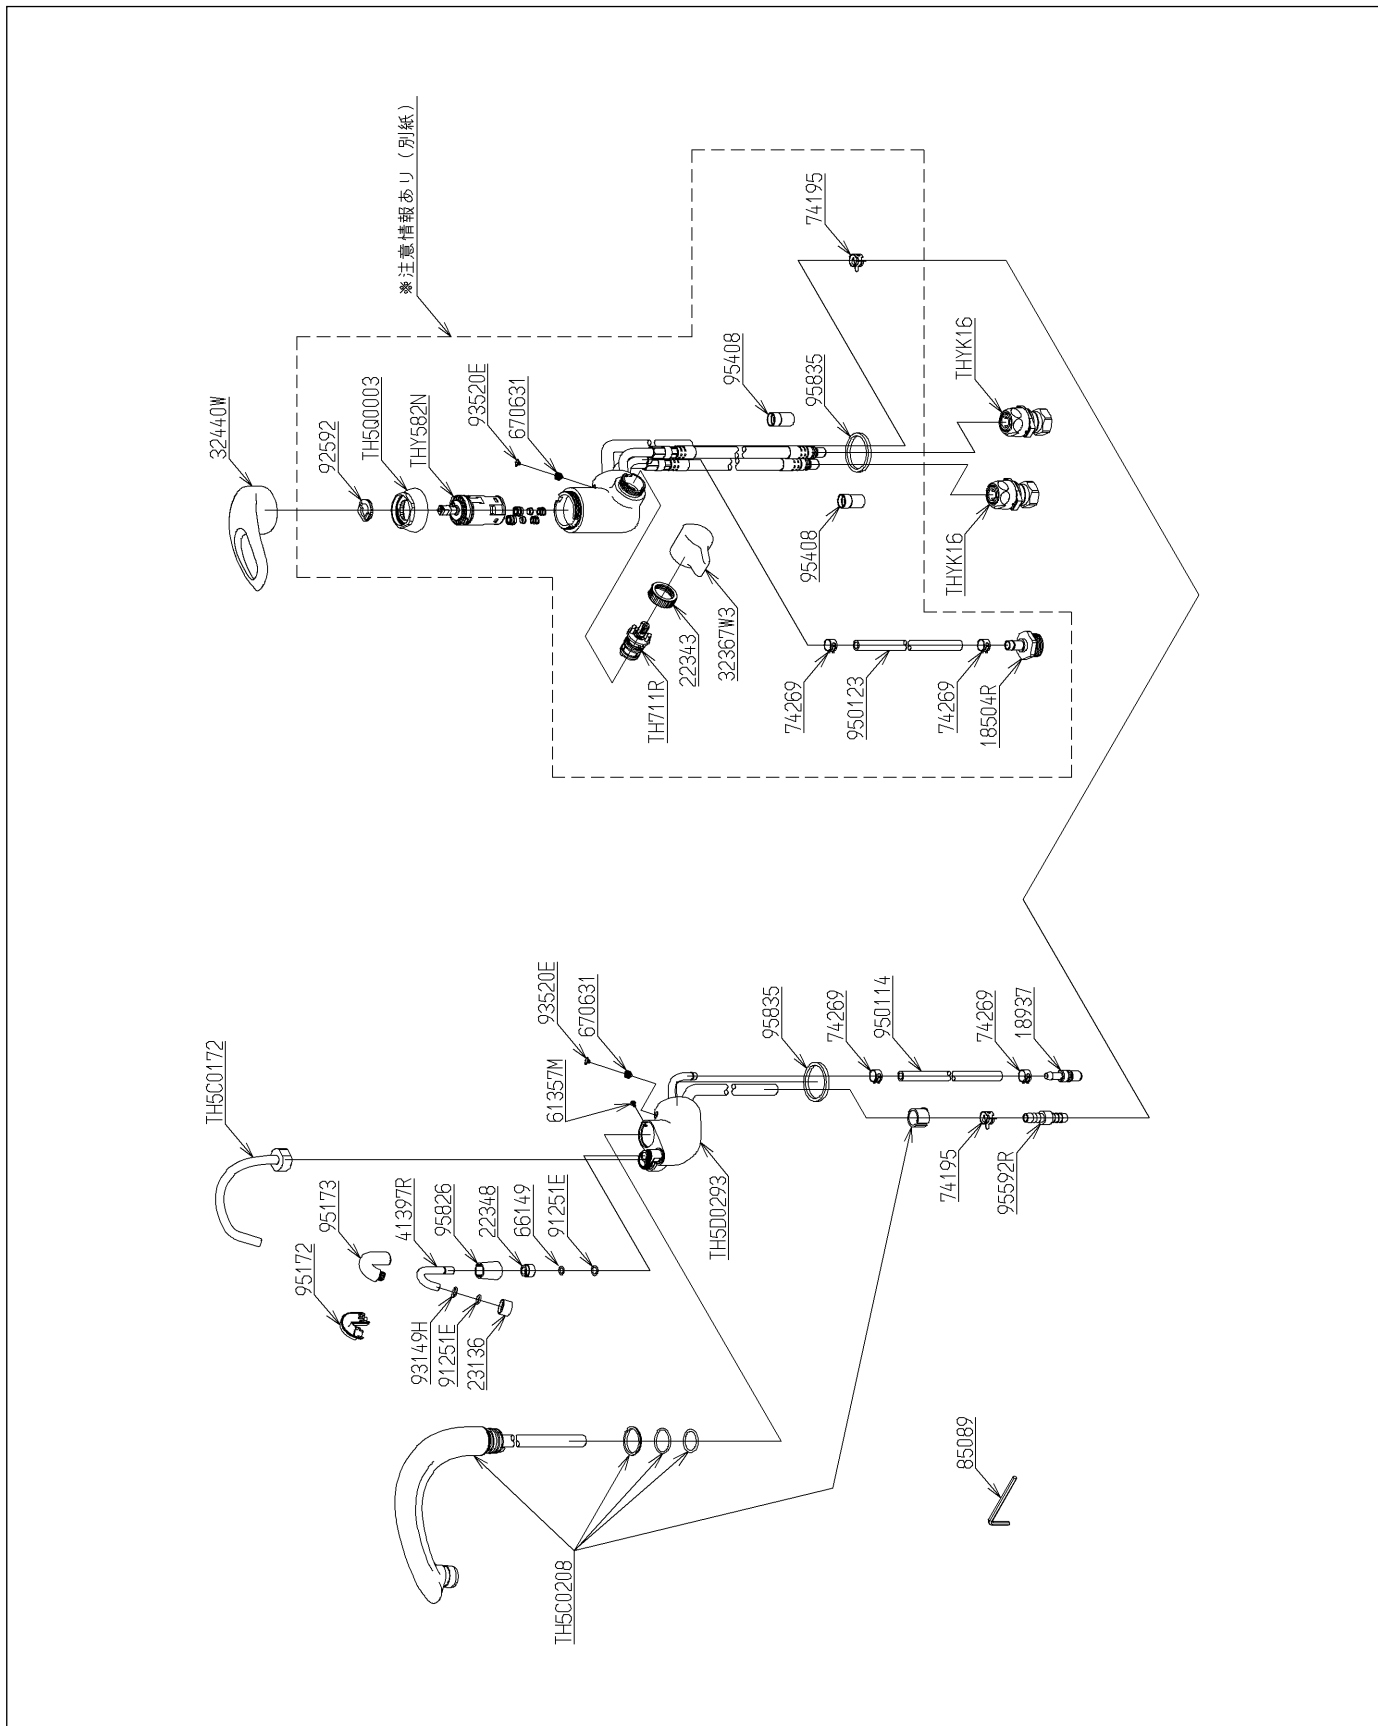 ※注意情報あり（別紙）
74195
32440W
92592
TH5Q0003
THY582N
93520E
670631
95408
95835
THYK16
95408
THYK16
TH711R
22343
32367W3
74269
950123
74269
18504R
TH5C0172
93520E
670631
61357M
95835
74269
950114
74269
18937
95172
95173
41397R
95826
22348
66149
91251E
TH5D0293
74195
95592R
93149H
91251E
23136
TH5C0208
85089